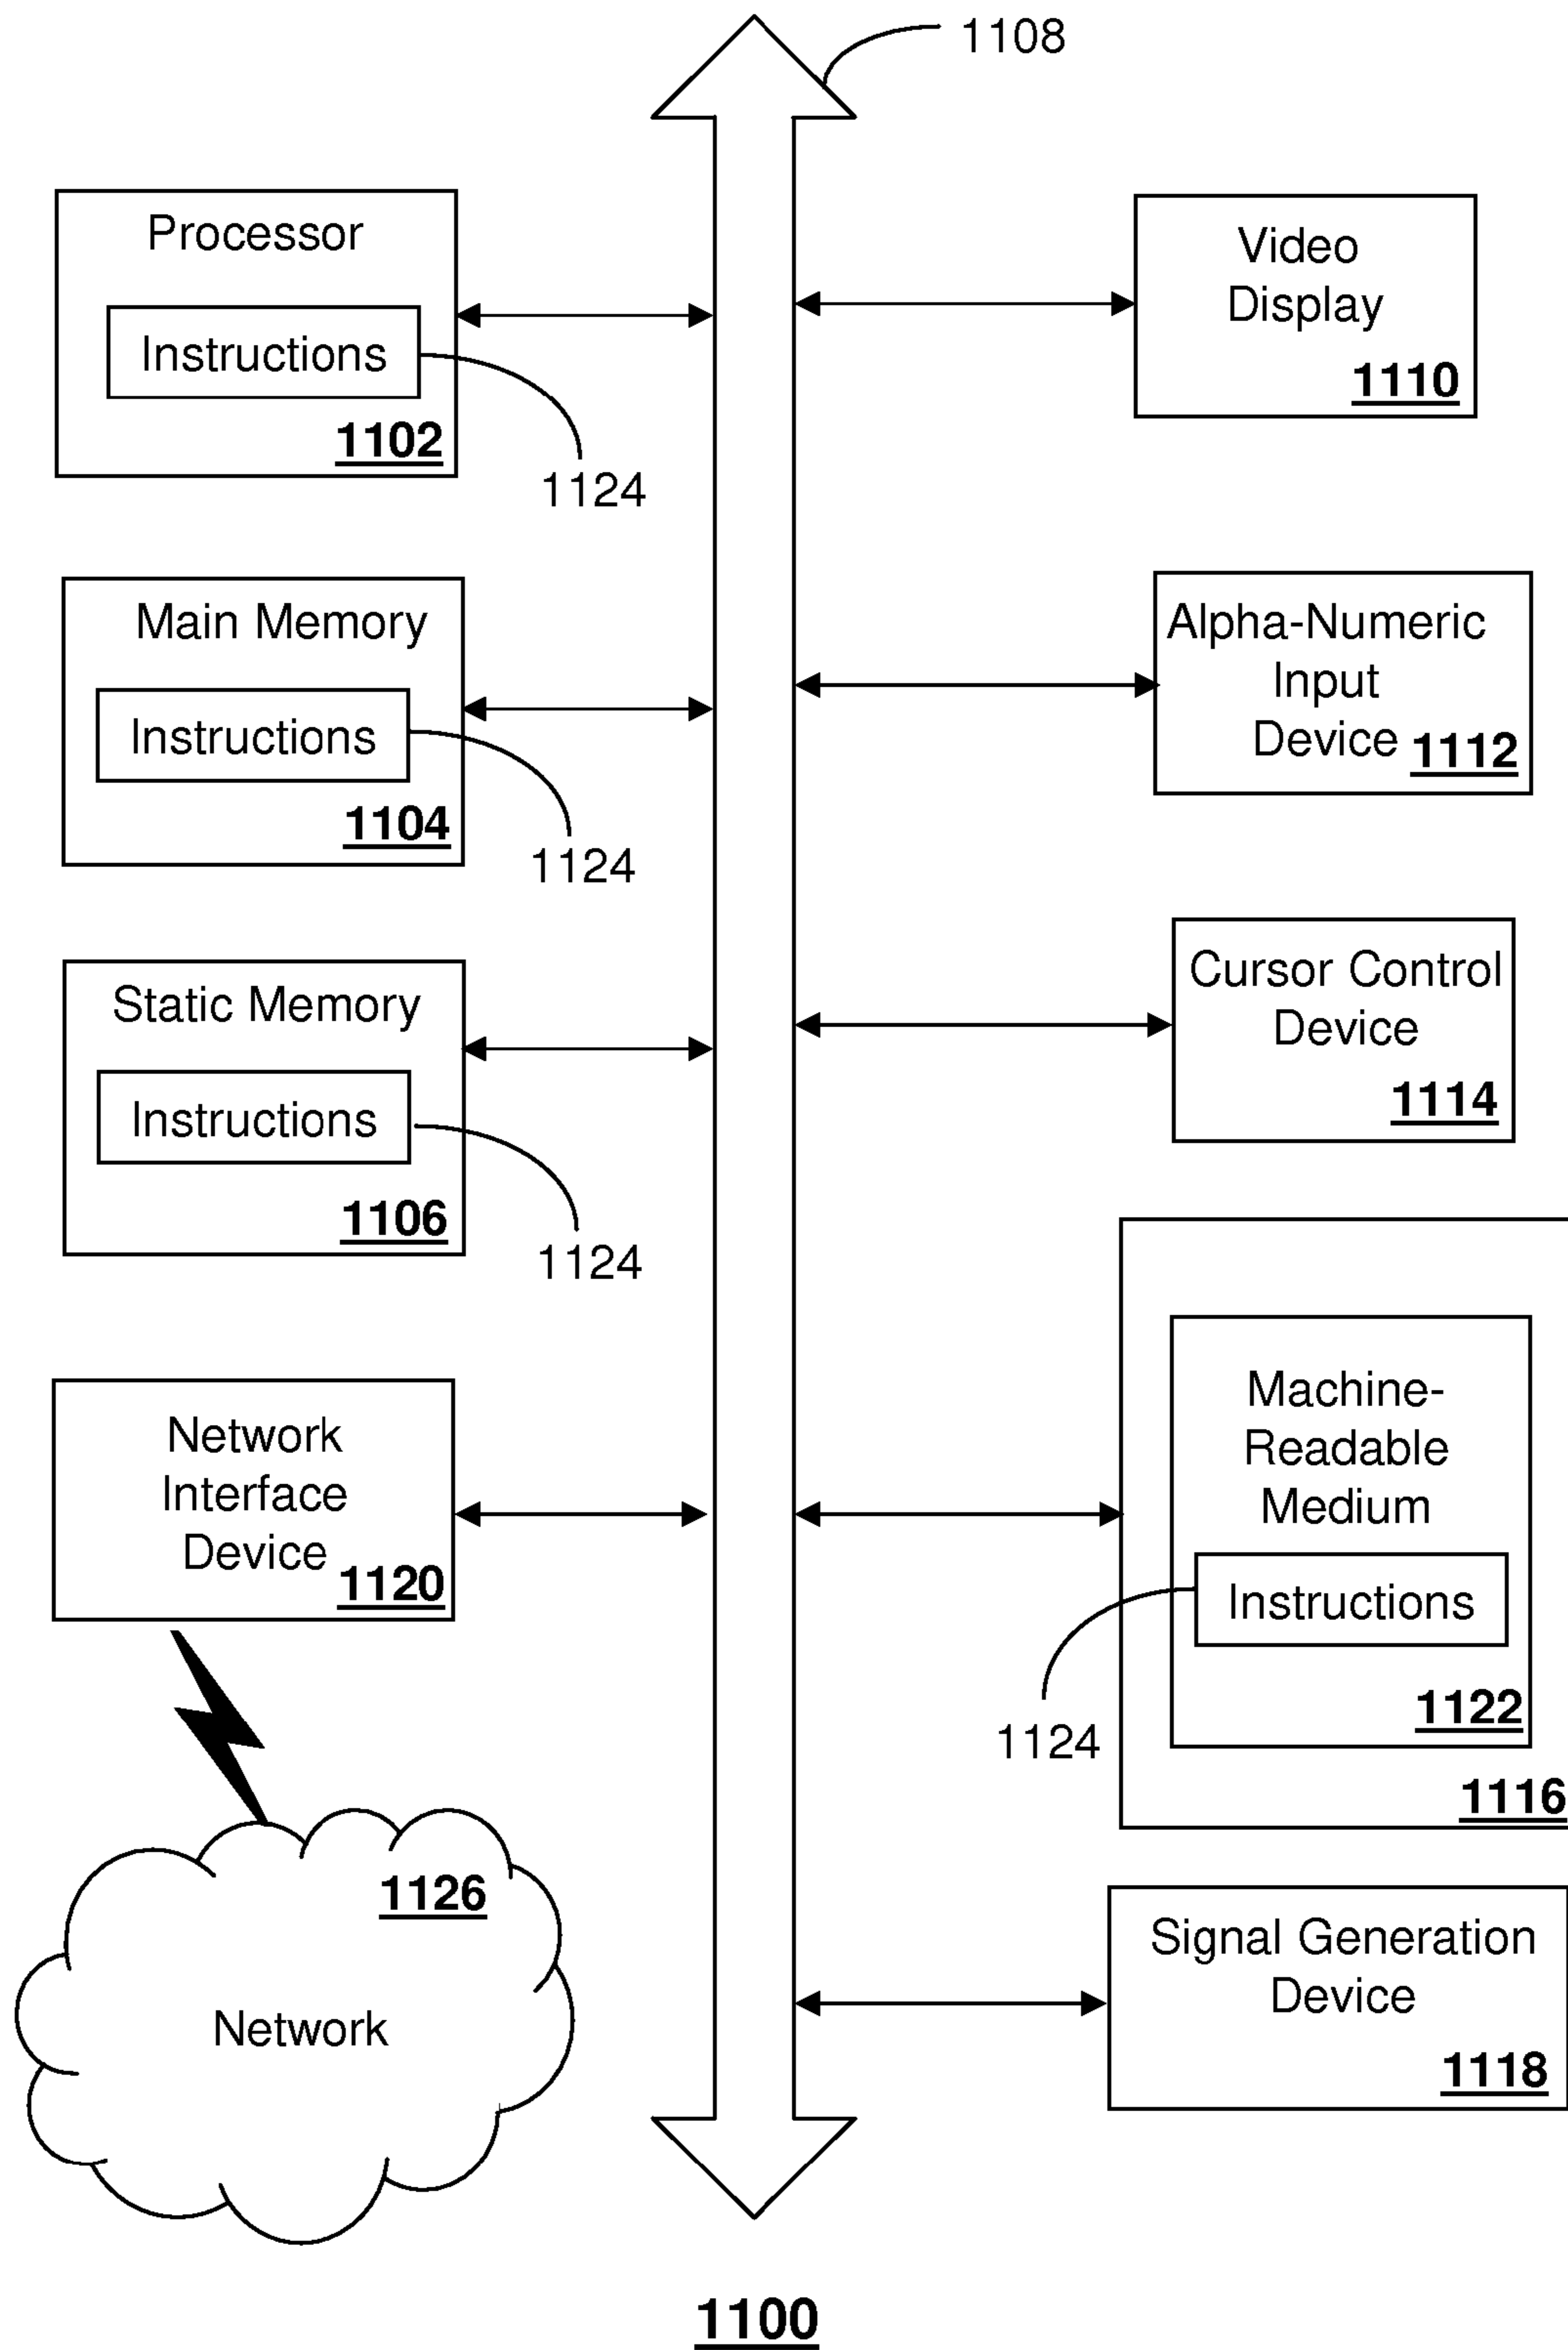 1108
Processor
Instructions
1102
1124
Video
Display
1110
Main Memory
Instructions
1104
1124
Alpha-Numeric
Input
Device 1112
Static Memory
Instructions
1106
1124
Cursor Control
Device
1114
Network
Interface
Device
1120
Machine-
Readable
Medium
Instructions
1122
1124
1116
1126
Network
Signal Generation
Device
1118
1100